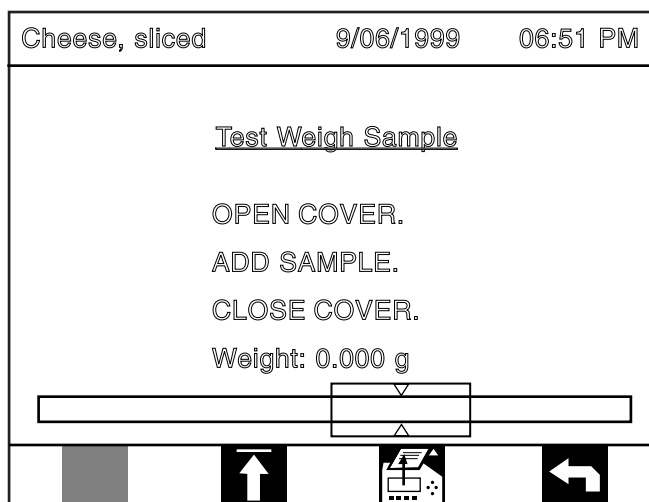 Cheese, sliced 9/06/1999 06:51 PM
Test Weigh Sample
OPEN COVER.
ADD SAMPLE.
CLOSE COVER.
Weight: 0.000 g